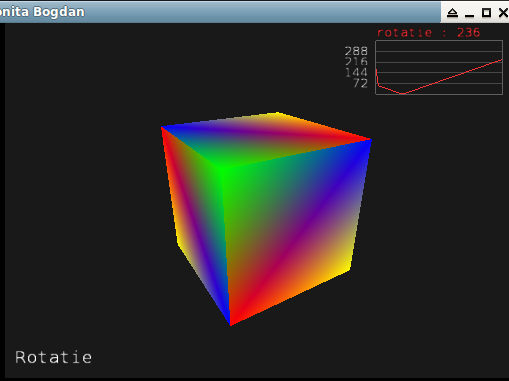 onita Bogdan
rotatie : 236
288
216
144
72
Rotatie